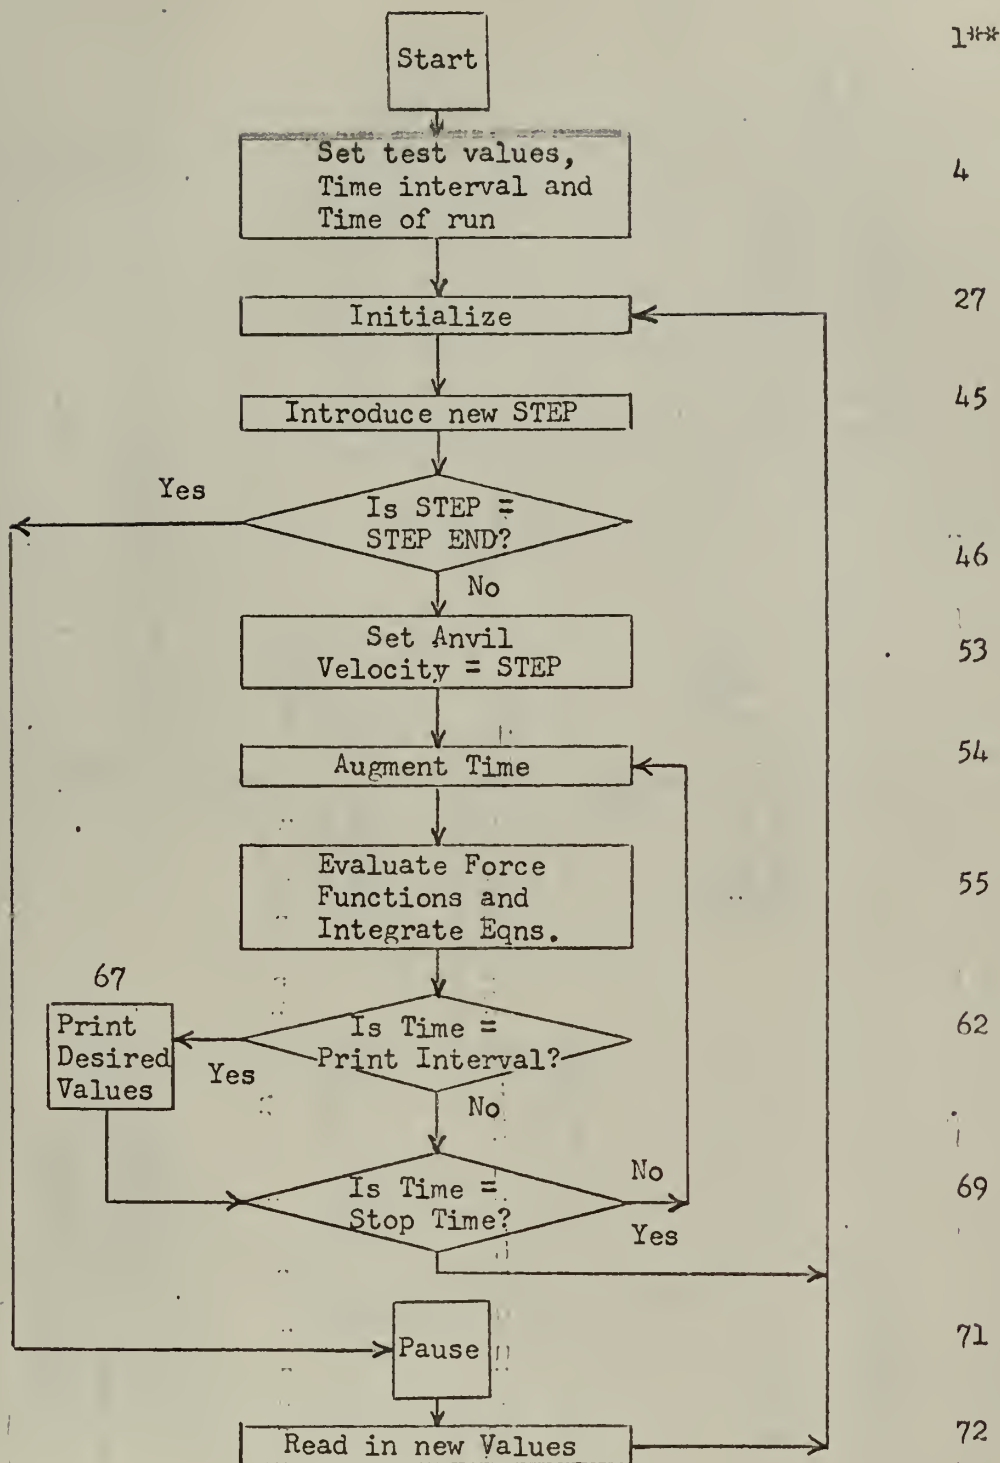 1**
Start
Set test values,
Time interval and
Time of run
4
Initialize
27
Introduce new STEP
45
Yes
Is STEP =
STEP END?
46
No
Set Anvil
Velocity = STEP
53
Augment Time
54
Evaluate Force
Functions and
Integrate Eqns.
55
67
Print
Desired
Values
Yes
Is Time =
Print Interval?
62
No
Is Time =
Stop Time?
No
Yes
69
Pause
71
Read in new Values
72